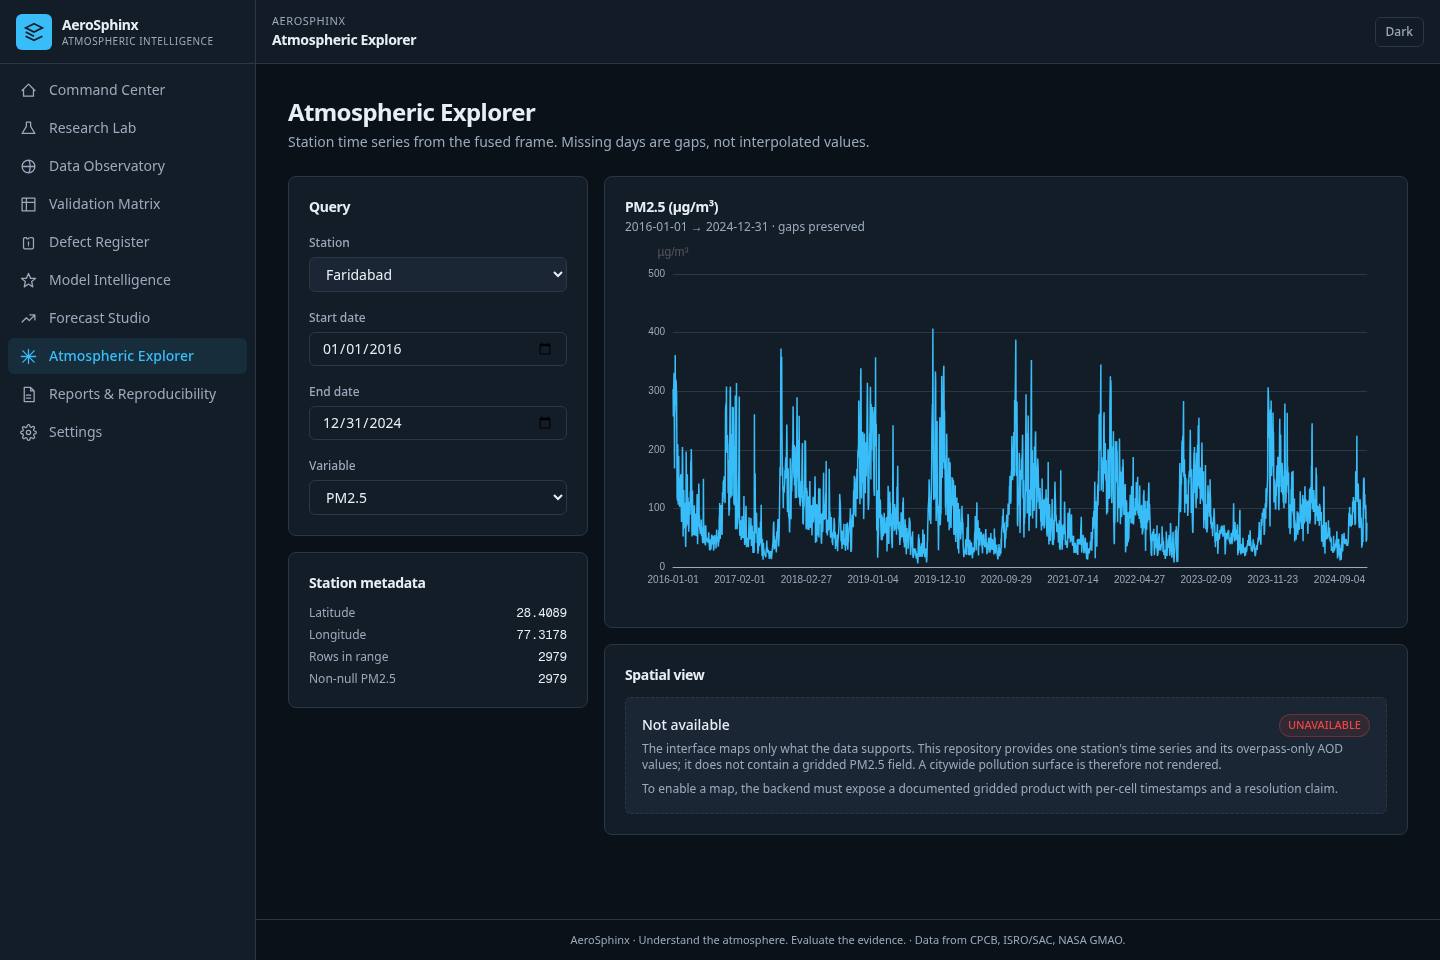 AeroSphinx
ATMOSPHERIC INTELLIGENCE
Command Center
Research Lab
Data Observatory
Validation Matrix
Defect Register
Model Intelligence
Forecast Studio
Atmospheric Explorer
Reports & Reproducibility
Settings
AEROSPHINX
Atmospheric Explorer
Dark
Atmospheric Explorer
Station time series from the fused frame. Missing days are gaps, not interpolated values.
Query
Station
Faridabad
Start date
01/01/2016
End date
12/31/2024
Variable
PM2.5
Station metadata
Latitude 28.4089
Longitude 77.3178
Rows in range 2979
Non-null PM2.5 2979
PM2.5 (µg/m³)
2016-01-01 → 2024-12-31 · gaps preserved
µg/m³
500
400
300
200
100
0
2016-01-01 2017-02-01 2018-02-27 2019-01-04 2019-12-10 2020-09-29 2021-07-14 2022-04-27 2023-02-09 2023-11-23 2024-09-04
Spatial view
Not available UNAVAILABLE
The interface maps only what the data supports. This repository provides one station's time series and its overpass-only AOD
values; it does not contain a gridded PM2.5 field. A citywide pollution surface is therefore not rendered.
To enable a map, the backend must expose a documented gridded product with per-cell timestamps and a resolution claim.
AeroSphinx · Understand the atmosphere. Evaluate the evidence. · Data from CPCB, ISRO/SAC, NASA GMAO.